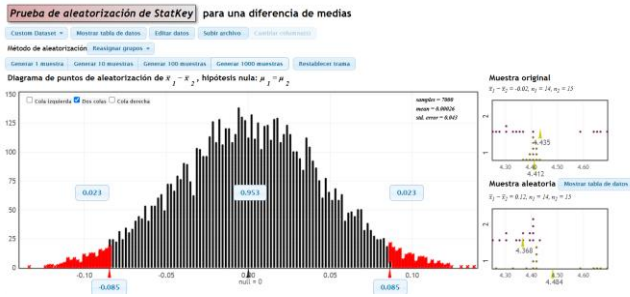 Prueba de aleatorización de StatKey para una diferencia de medias
Custom Dataset Mostrar tabla de datos Editar datos Subir archivo Cambiar columna(s)
Método de aleatorización Reasignar grupos
Generar 1 muestra Generar 10 muestras Generar 100 muestras Generar 1000 muestras Restablecer trama
Diagrama de puntos de aleatorización de x̄₁ − x̄₂ , hipótesis nula: μ₁ = μ₂
Muestra original
x̄₁ − x̄₂ = -0.02, n₁ = 14, n₂ = 15
Cola izquierda Dos colas Cola derecha
samples = 7000
mean = 0.00026
std. error = 0.043
150
125
100
75
50
25
0
0.023 0.953 0.023
-0.10 -0.05 0.00 0.05 0.10
null = 0
-0.085 0.085
2
1
4.435
4.30 4.40 4.50 4.60
4.412
Muestra aleatoria Mostrar tabla de datos
x̄₁ − x̄₂ = 0.12, n₁ = 14, n₂ = 15
2
1
4.368
4.30 4.40 4.50 4.60
4.484